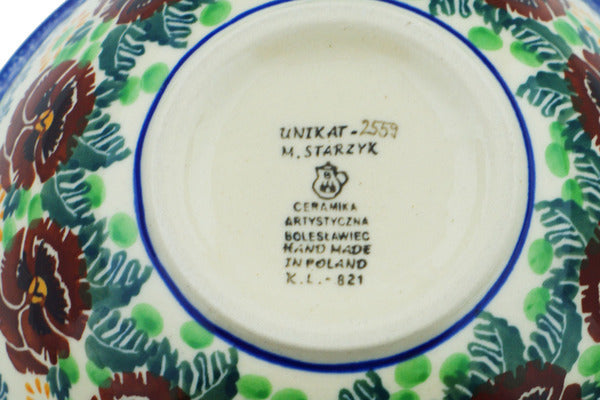 UNIKAT-2559
M. STARZYK
CERAMIKA
ARTYSTYCZNA
BOLESŁAWIEC
HAND MADE
IN POLAND
K.L.-821